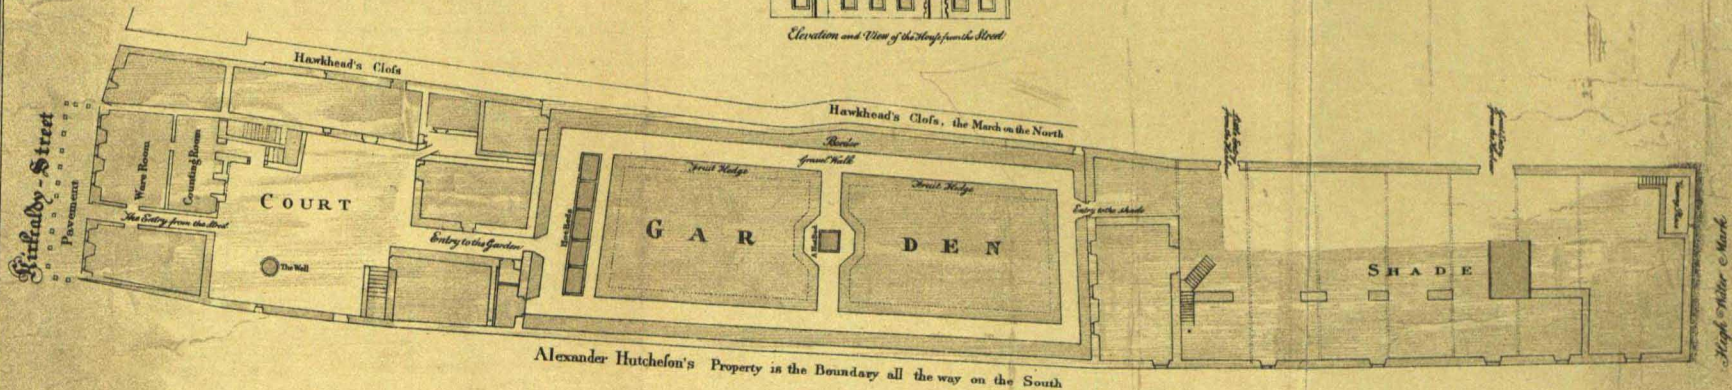 Elevation and View of the House from the Street
Hawkhead's Closs
Hawkhead's Closs, the March on the North
Kirkcaldy-Street
Pavement
Ware Room
Counting Room
The Entry from the Street
COURT
The Well
Entry to the Garden
Hot Beds
Border
Gravel Walk
Fruit Hedge
Fruit Hedge
GAR
DEN
Entry to the Shade
SHADE
High Water Mark
Alexander Hutcheson's Property is the Boundary all the way on the South